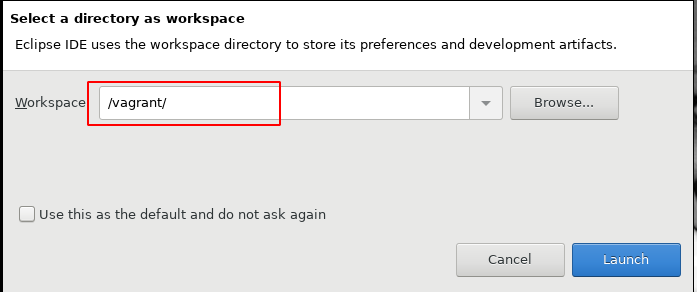 Select a directory as workspace
Eclipse IDE uses the workspace directory to store its preferences and development artifacts.
Workspace /vagrant/ Browse...
Use this as the default and do not ask again
Cancel Launch